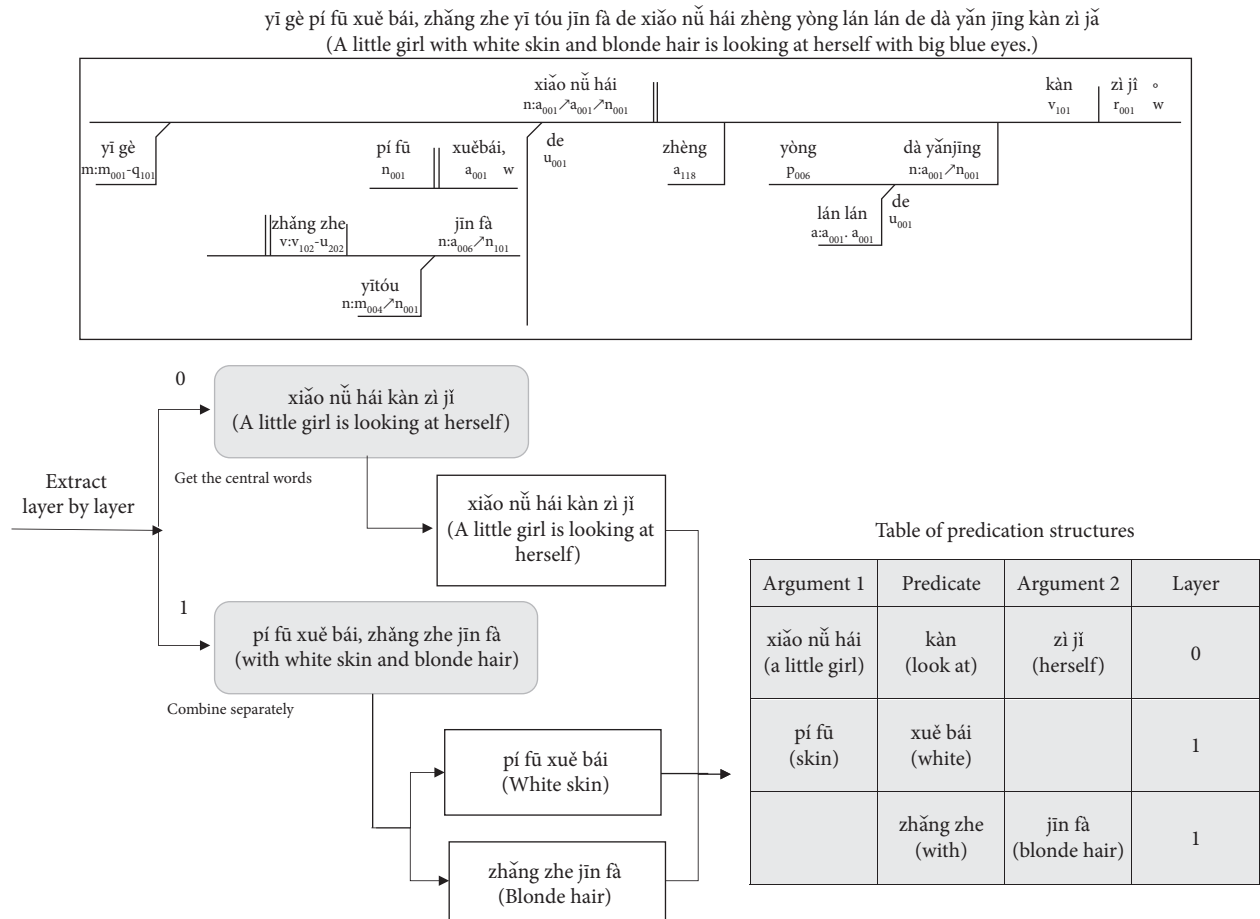 yī gè pí fū xuě bái, zhǎng zhe yī tóu jīn fà de xiǎo nǚ hái zhèng yòng lán lán de dà yǎn jīng kàn zì jǎ
(A little girl with white skin and blonde hair is looking at herself with big blue eyes.)
xiǎo nǚ hái kàn zì jî °
n:a₀₀₁↗a₀₀₁↗n₀₀₁ v₁₀₁ r₀₀₁ w
yī gè pí fū xuěbái, de zhèng yòng dà yǎnjīng
m:m₀₀₁-q₁₀₁ n₀₀₁ a₀₀₁ w u₀₀₁ a₁₁₈ p₀₀₆ n:a₀₀₁↗n₀₀₁
zhǎng zhe jīn fà lán lán de
v:v₁₀₂-u₂₀₂ n:a₀₀₆↗n₁₀₁ a:a₀₀₁. a₀₀₁ u₀₀₁
yītóu
n:m₀₀₄↗n₀₀₁
0
xiǎo nǚ hái kàn zì jǐ
(A little girl is looking at herself)
Get the central words
Extract
layer by layer
xiǎo nǚ hái kàn zì jǐ
(A little girl is looking at
herself)
1
pí fū xuě bái, zhǎng zhe jīn fà
(with white skin and blonde hair)
Combine separately
pí fū xuě bái
(White skin)
zhǎng zhe jīn fà
(Blonde hair)
Table of predication structures
Argument 1 Predicate Argument 2 Layer
xiǎo nǚ hái kàn zì jǐ 0
(a little girl) (look at) (herself)
pí fū xuě bái 1
(skin) (white)
zhǎng zhe jīn fà 1
(with) (blonde hair)